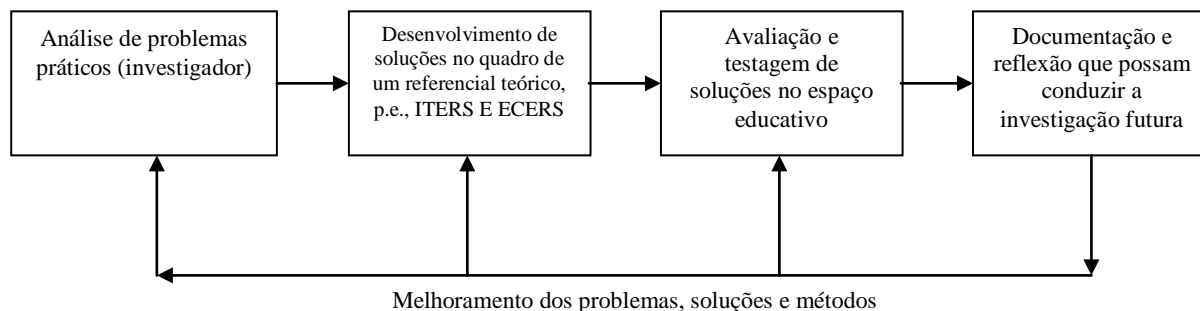 Análise de problemas
práticos (investigador)
Desenvolvimento de
soluções no quadro de
um referencial teórico,
p.e., ITERS E ECERS
Avaliação e
testagem de
soluções no espaço
educativo
Documentação e
reflexão que possam
conduzir a
investigação futura
Melhoramento dos problemas, soluções e métodos